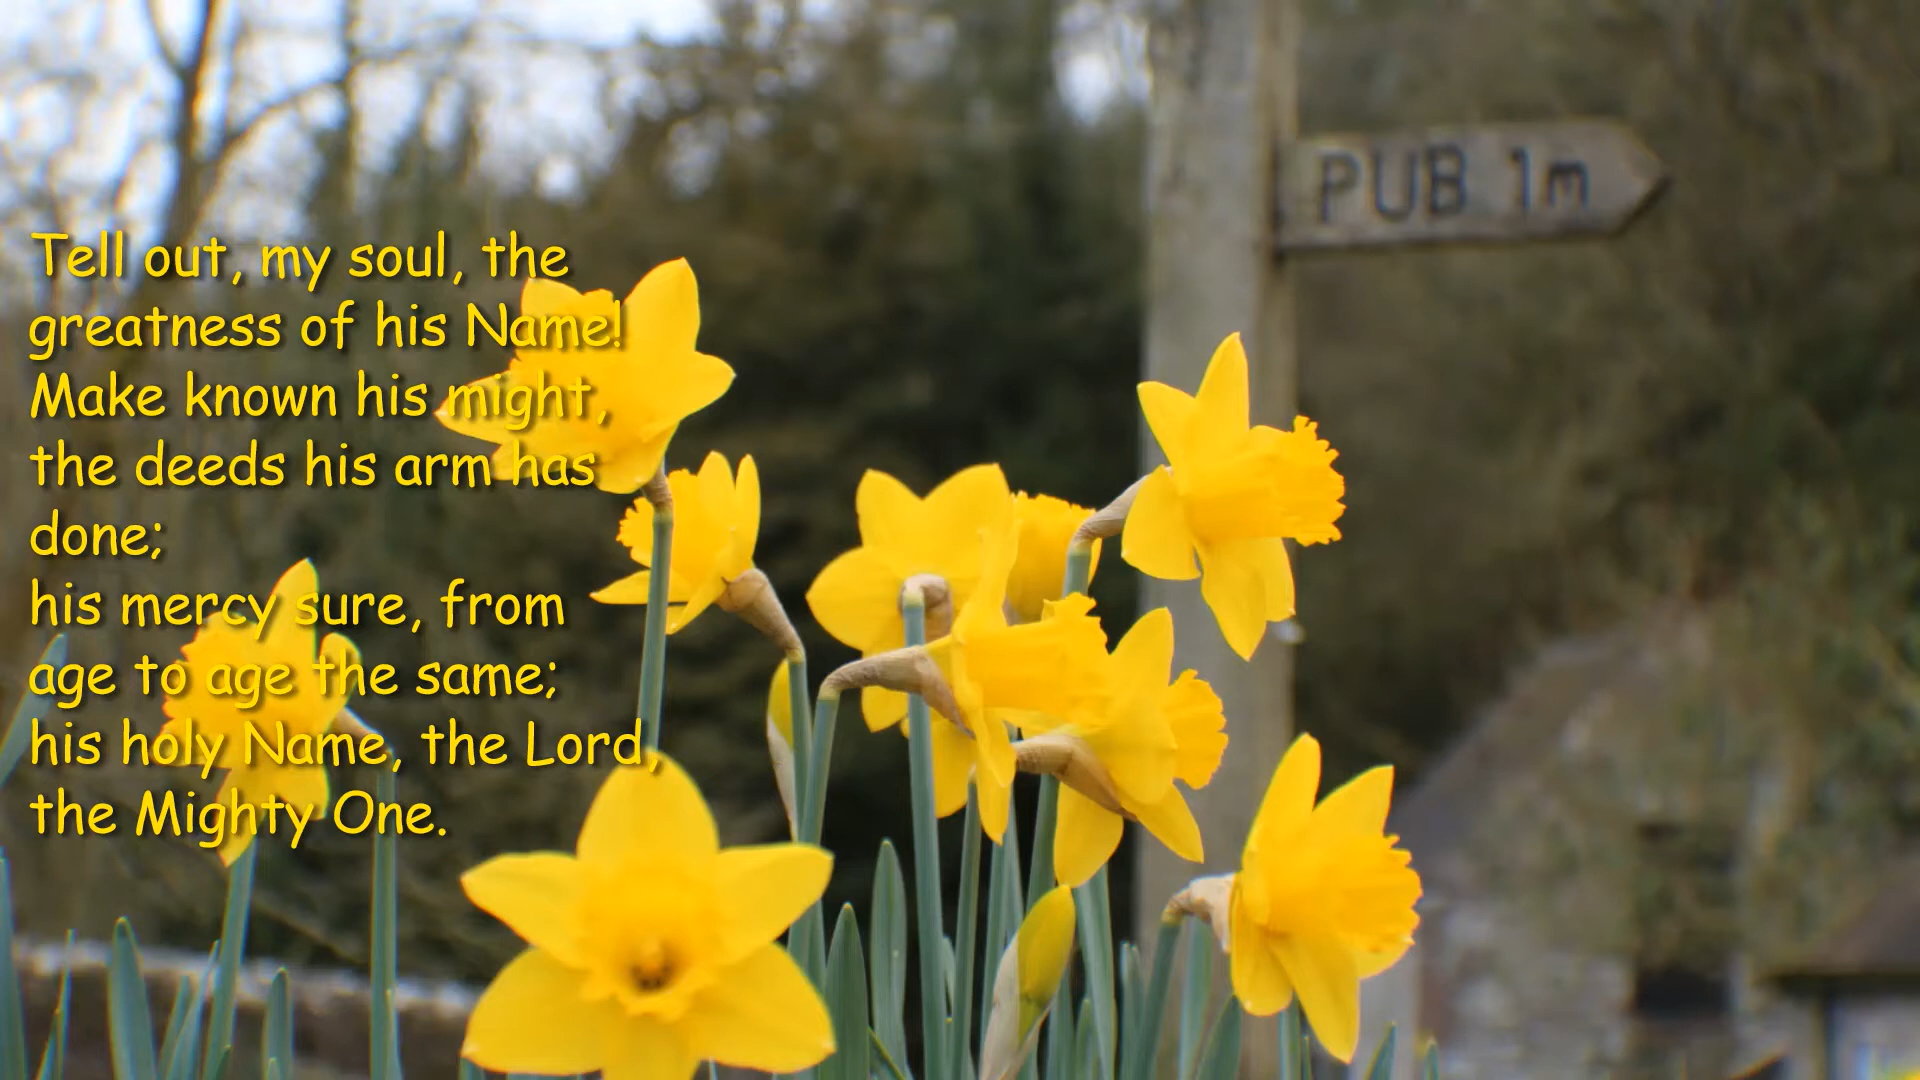 PUB 1m
Tell out, my soul, the
greatness of his Name!
Make known his might,
the deeds his arm has
done;
his mercy sure, from
age to age the same;
his holy Name, the Lord,
the Mighty One.